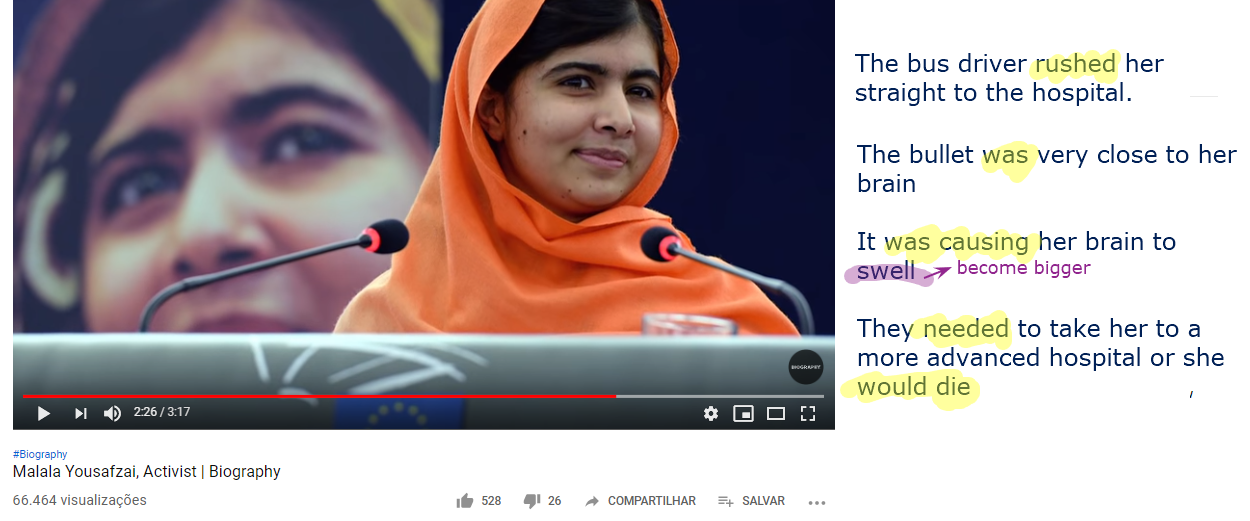 The bus driver rushed her
straight to the hospital.
The bullet was very close to her
brain
It was causing her brain to
swell
become bigger
They needed to take her to a
more advanced hospital or she
would die
BIOGRAPHY
2:26 / 3:17
#Biography
Malala Yousafzai, Activist | Biography
66.464 visualizações
528
26
COMPARTILHAR
SALVAR